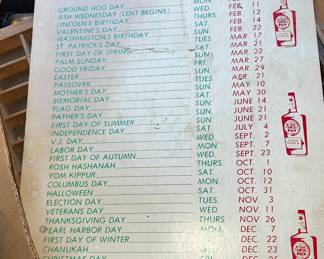 GROUND HOG DAY MON.
ASH WEDNESDAY (LENT BEGINS) WED. FEB. 11
LINCOLN'S BIRTHDAY THURS. FEB. 12
VALENTINE'S DAY SAT. FEB. 14
WASHINGTON'S BIRTHDAY SUN. FEB. 22
ST. PATRICK'S DAY TUES. MAR 17
FIRST DAY OF SPRING SAT. MAR 21
PALM SUNDAY SUN. MAR. 22
GOOD FRIDAY FRI. MAR. 27
EASTER SUN. MAR. 29
PASSOVER TUES. APR 21
MOTHER'S DAY SUN. MAY 10
MEMORIAL DAY SAT. MAY 30
FLAG DAY SUN. JUNE 14
FATHER'S DAY SUN. JUNE 21
FIRST DAY OF SUMMER SUN. JUNE 21
INDEPENDENCE DAY SAT. JULY 4
V.J. DAY WED. SEPT. 2
LABOR DAY MON. SEPT. 7
FIRST DAY OF AUTUMN WED. SEPT. 23
ROSH HASHANAH THURS. OCT. 1
YOM KIPPUR SAT. OCT. 10
COLUMBUS DAY MON. OCT. 12
HALLOWEEN SAT. OCT. 31
ELECTION DAY TUES. NOV. 3
VETERANS DAY WED. NOV. 11
THANKSGIVING DAY THURS. NOV. 26
PEARL HARBOR DAY MON. DEC. 7
FIRST DAY OF WINTER TUES. DEC. 22
CHANUKAH WED. DEC. 23
CHRISTMAS DAY DEC. 25